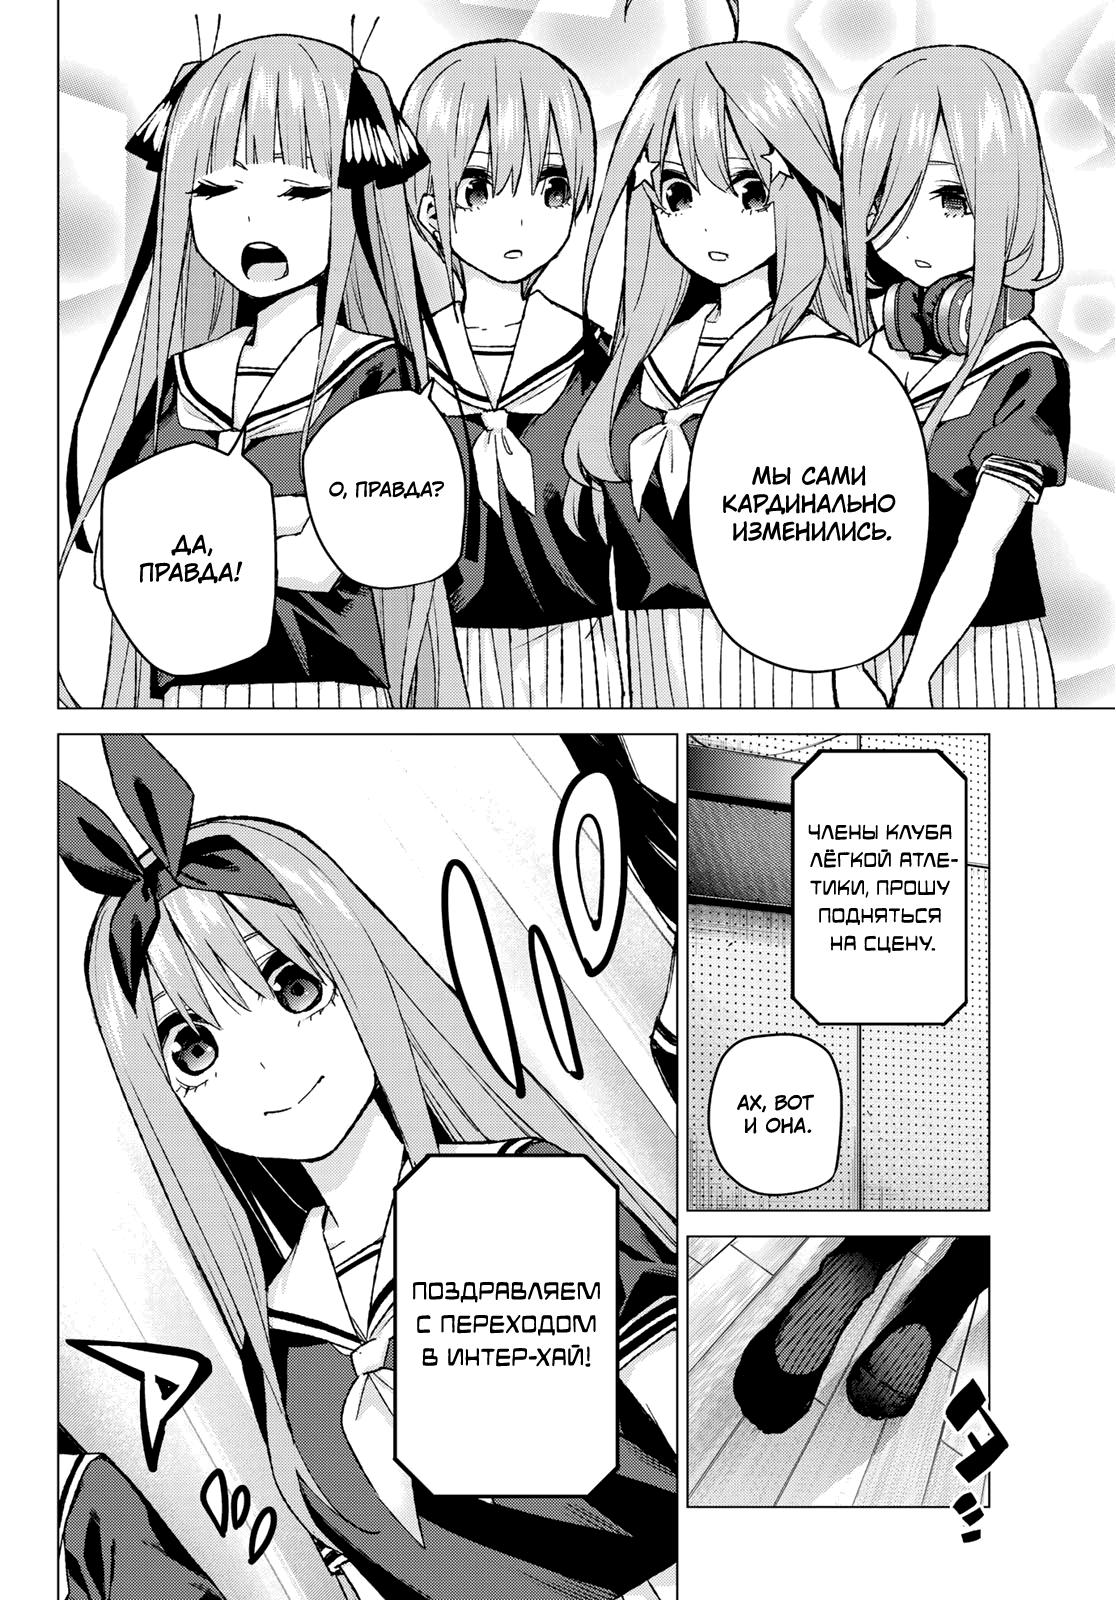 МЫ САМИ
КАРДИНАЛЬНО
ИЗМЕНИЛИСЬ.
О, ПРАВДА?
ДА,
ПРАВДА!
ЧЛЕНЫ КЛУБА
ЛЁГКОЙ АТЛЕ-
ТИКИ, ПРОШУ
ПОДНЯТЬСЯ
НА СЦЕНУ.
АХ, ВОТ
И ОНА.
ПОЗДРАВЛЯЕМ
С ПЕРЕХОДОМ
В ИНТЕР-ХАЙ!